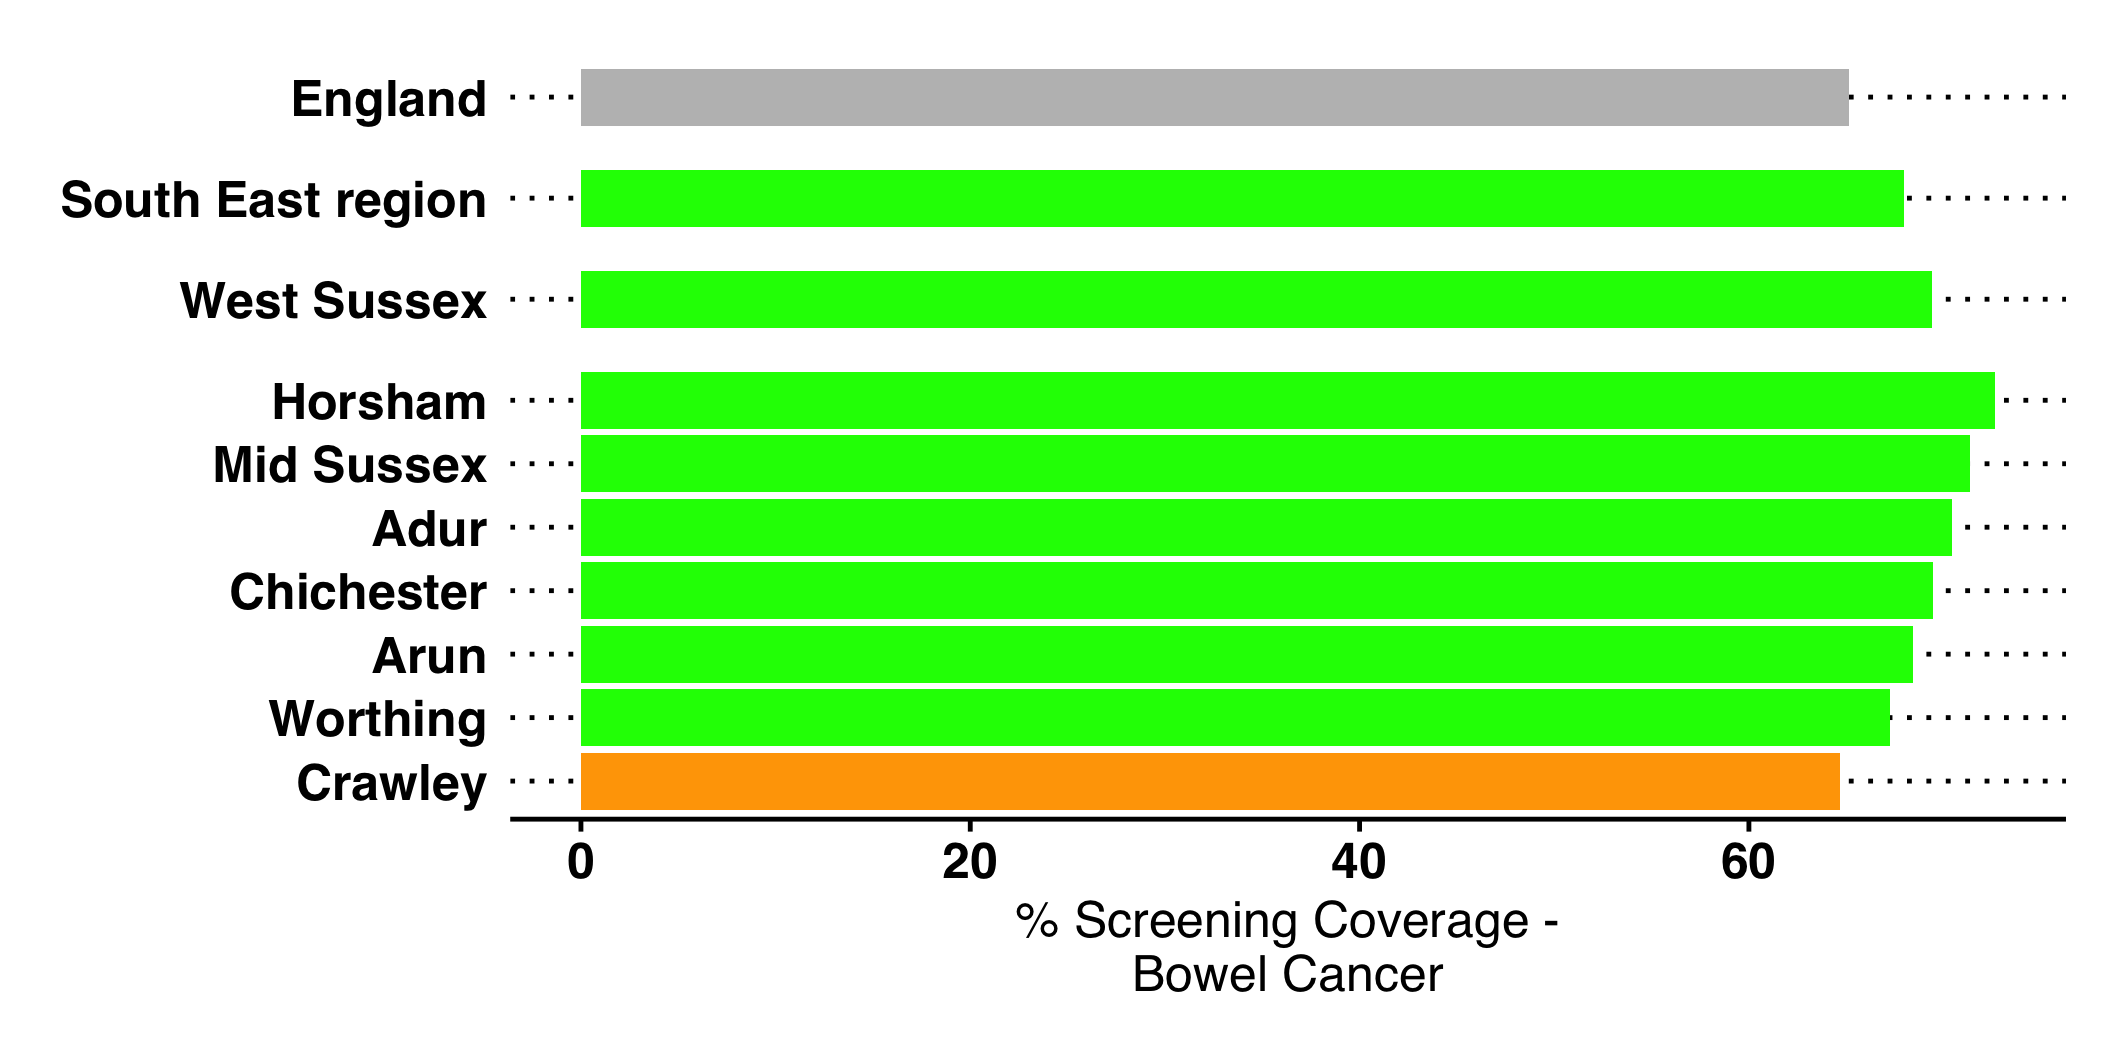 England
South East region
West Sussex
Horsham
Mid Sussex
Adur
Chichester
Arun
Worthing
Crawley
0 20 40 60
% Screening Coverage -
Bowel Cancer